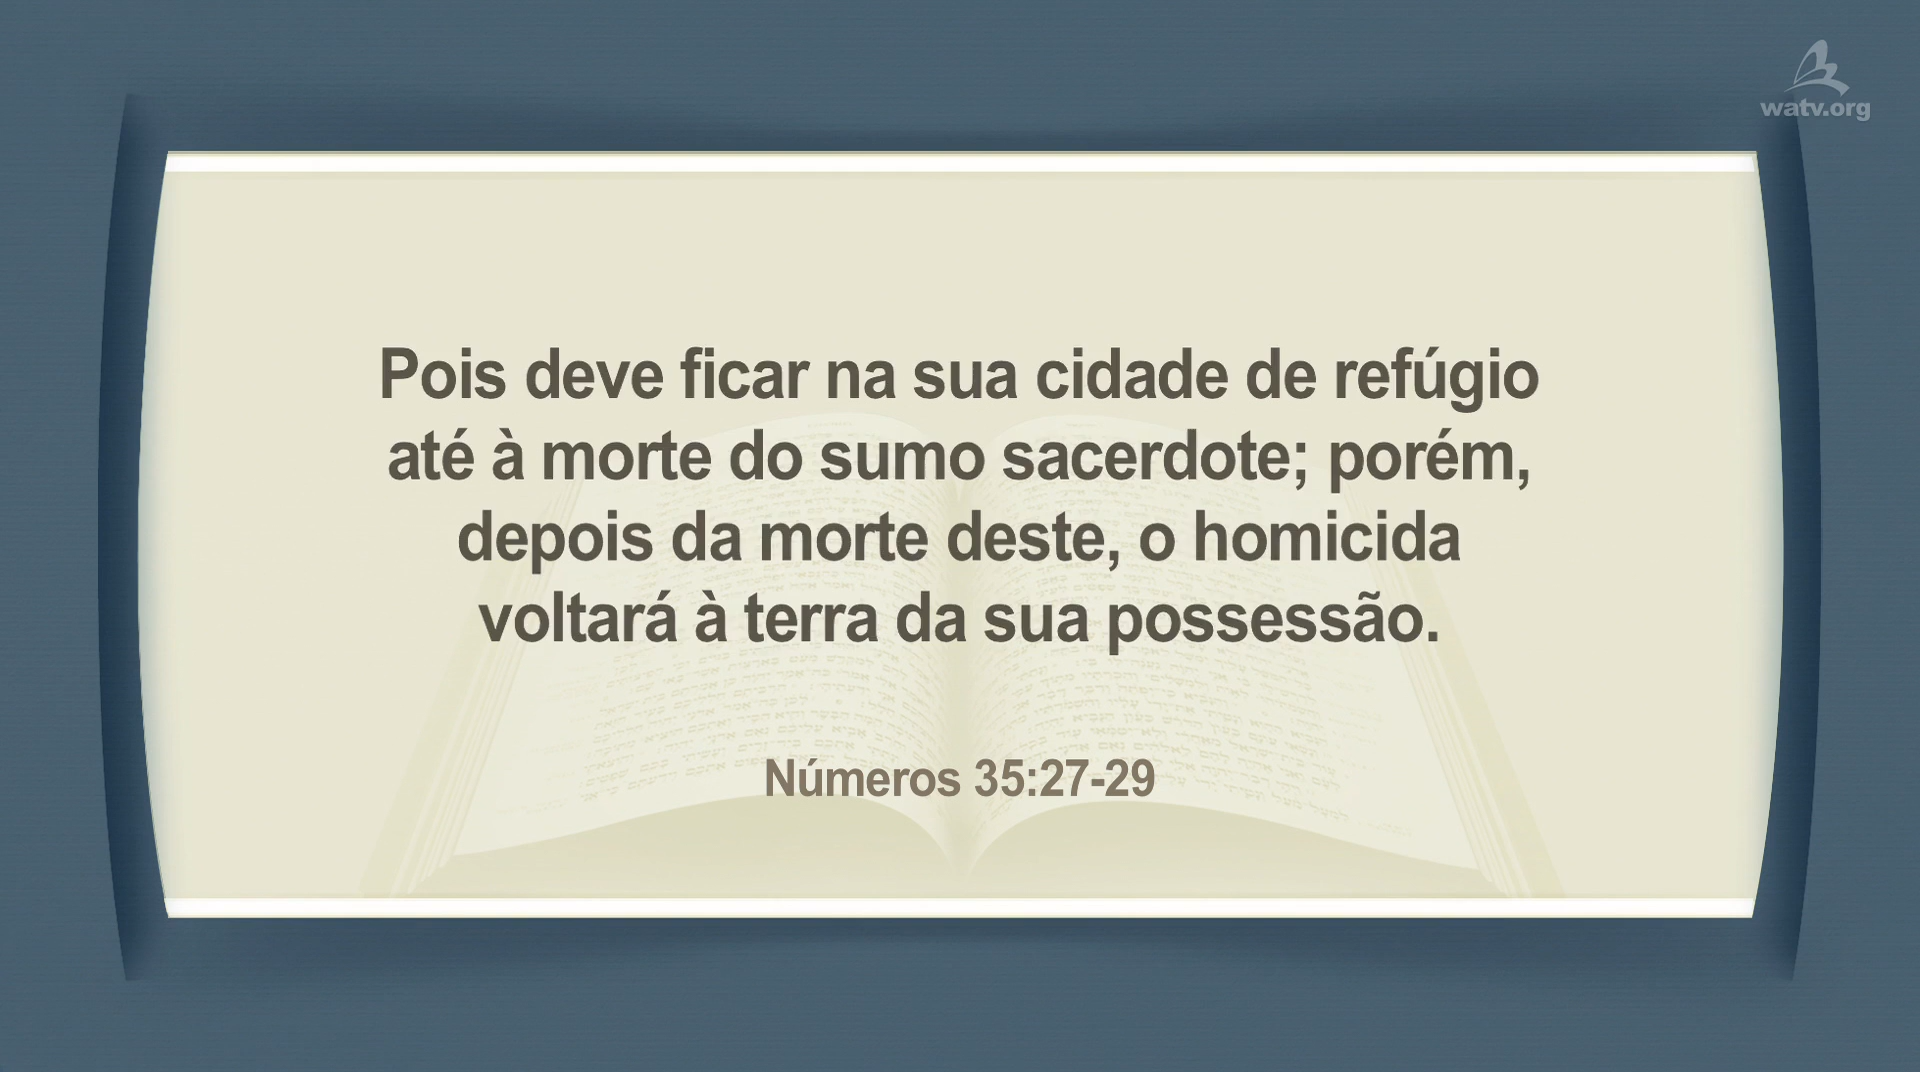 watv.org
Pois deve ficar na sua cidade de refúgio
até à morte do sumo sacerdote; porém,
depois da morte deste, o homicida
voltará à terra da sua possessão.
Números 35:27-29